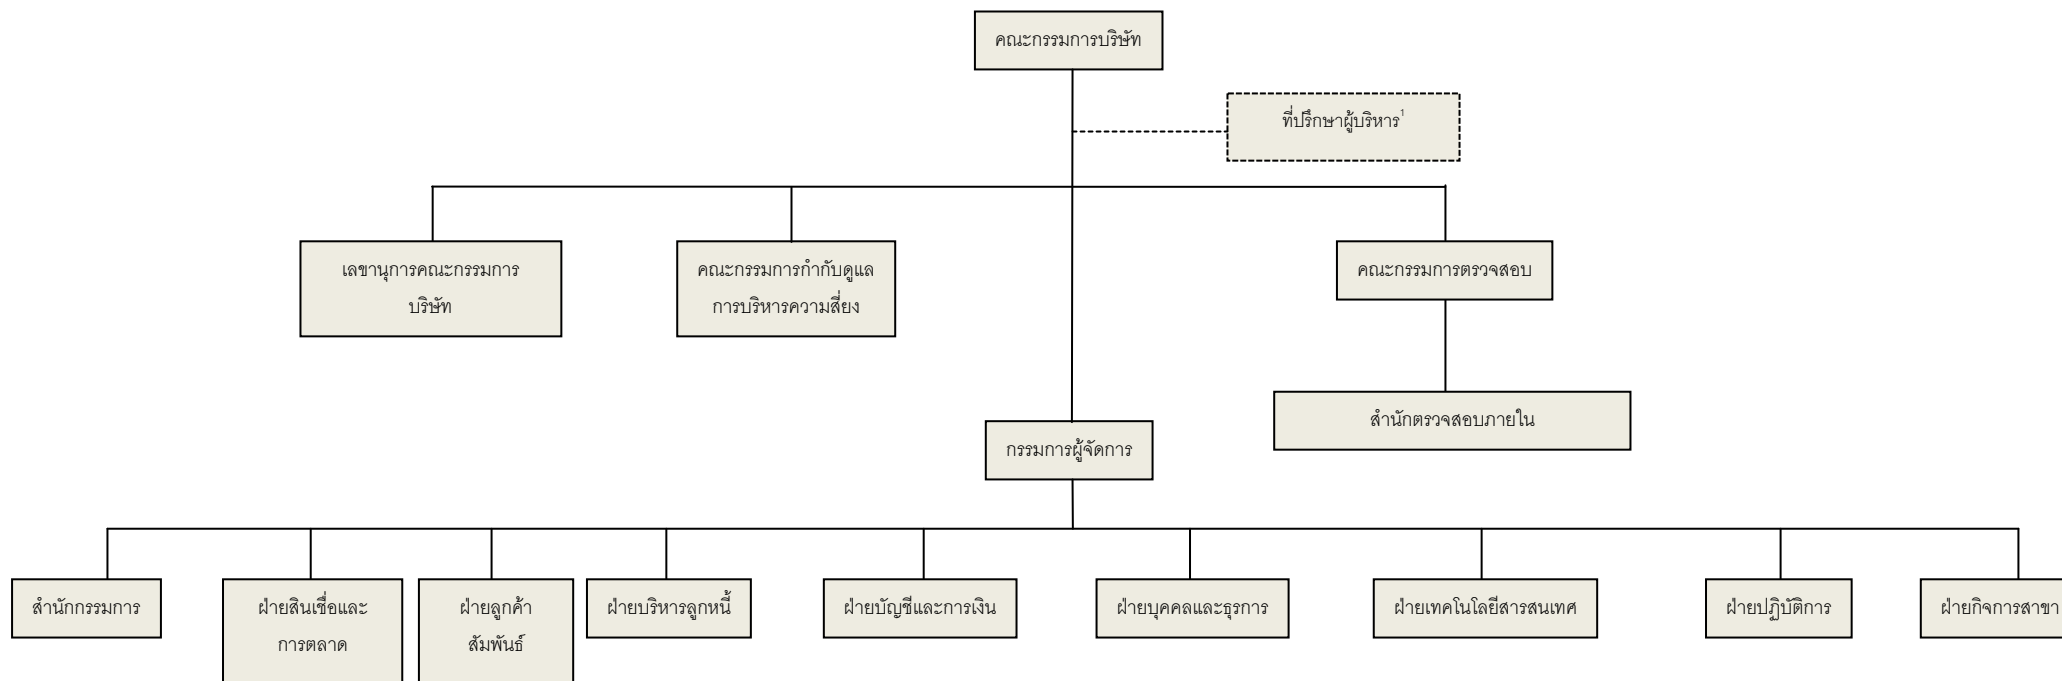 คณะกรรมการบริษัท
ที่ปรึกษาผู้บริหาร¹
เลขานุการคณะกรรมการ
บริษัท
คณะกรรมการกำกับดูแล
การบริหารความสี่ยง
คณะกรรมการตรวจสอบ
สำนักตรวจสอบภายใน
กรรมการผู้จัดการ
สำนักกรรมการ
ฝ่ายสินเชื่อและ
การตลาด
ฝ่ายลูกค้า
สัมพันธ์
ฝ่ายบริหารลูกหนี้
ฝ่ายบัญชีและการเงิน
ฝ่ายบุคคลและธุรการ
ฝ่ายเทคโนโลยีสารสนเทศ
ฝ่ายปฏิบัติการ
ฝ่ายกิจการสาขา